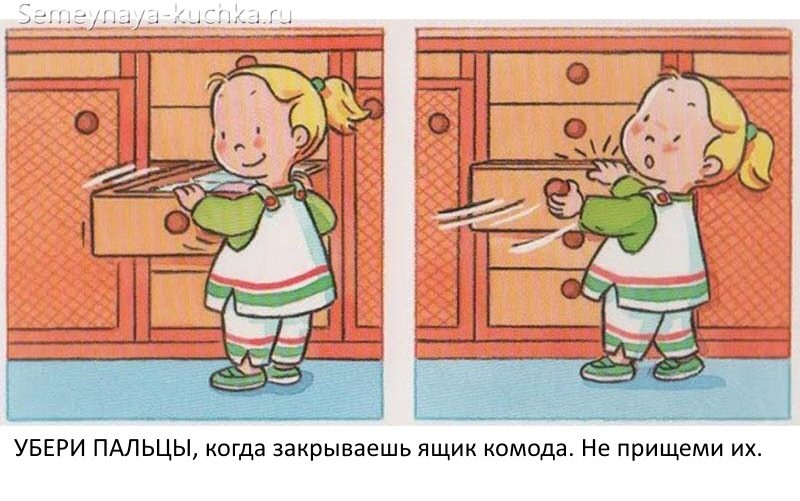 Semeynaya-kuchka.ru
УБЕРИ ПАЛЬЦЫ, когда закрываешь ящик комода. Не прищеми их.